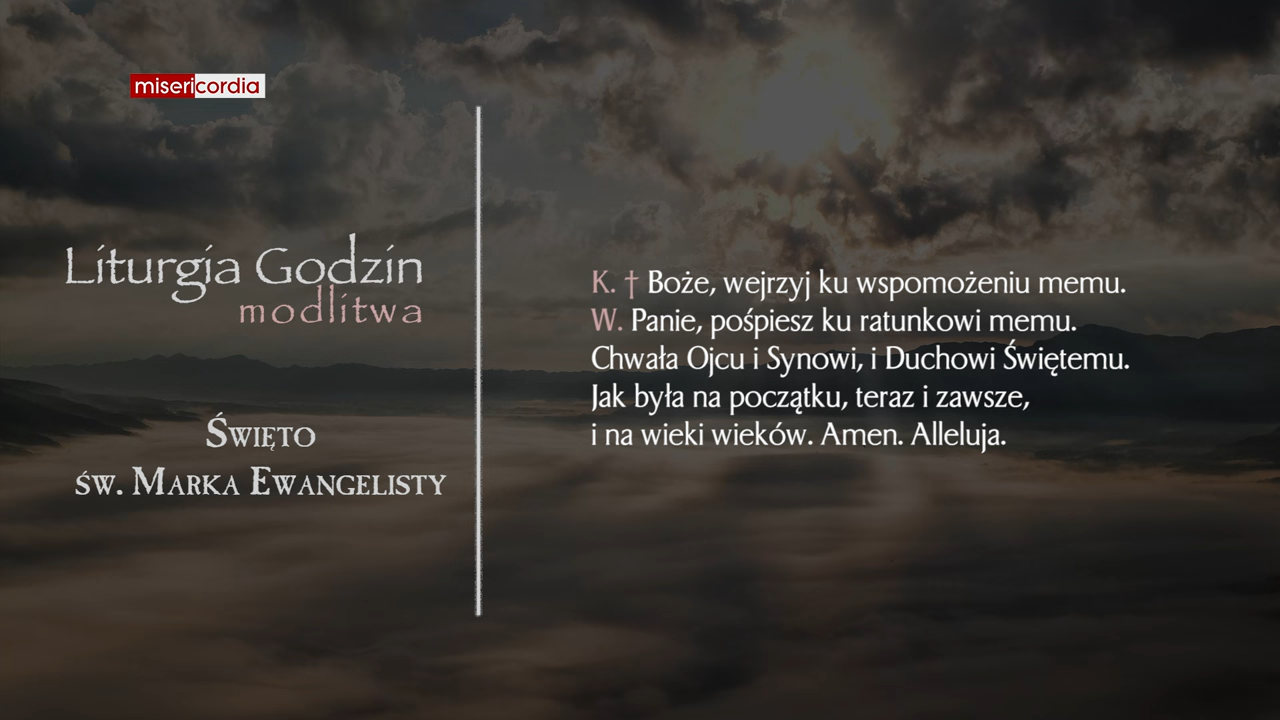 misericordia
Liturgia Godzin
modlitwa
Święto
św. Marka Ewangelisty
K. † Boże, wejrzyj ku wspomożeniu memu.
W. Panie, pośpiesz ku ratunkowi memu.
Chwała Ojcu i Synowi, i Duchowi Świętemu.
Jak była na początku, teraz i zawsze,
i na wieki wieków. Amen. Alleluja.